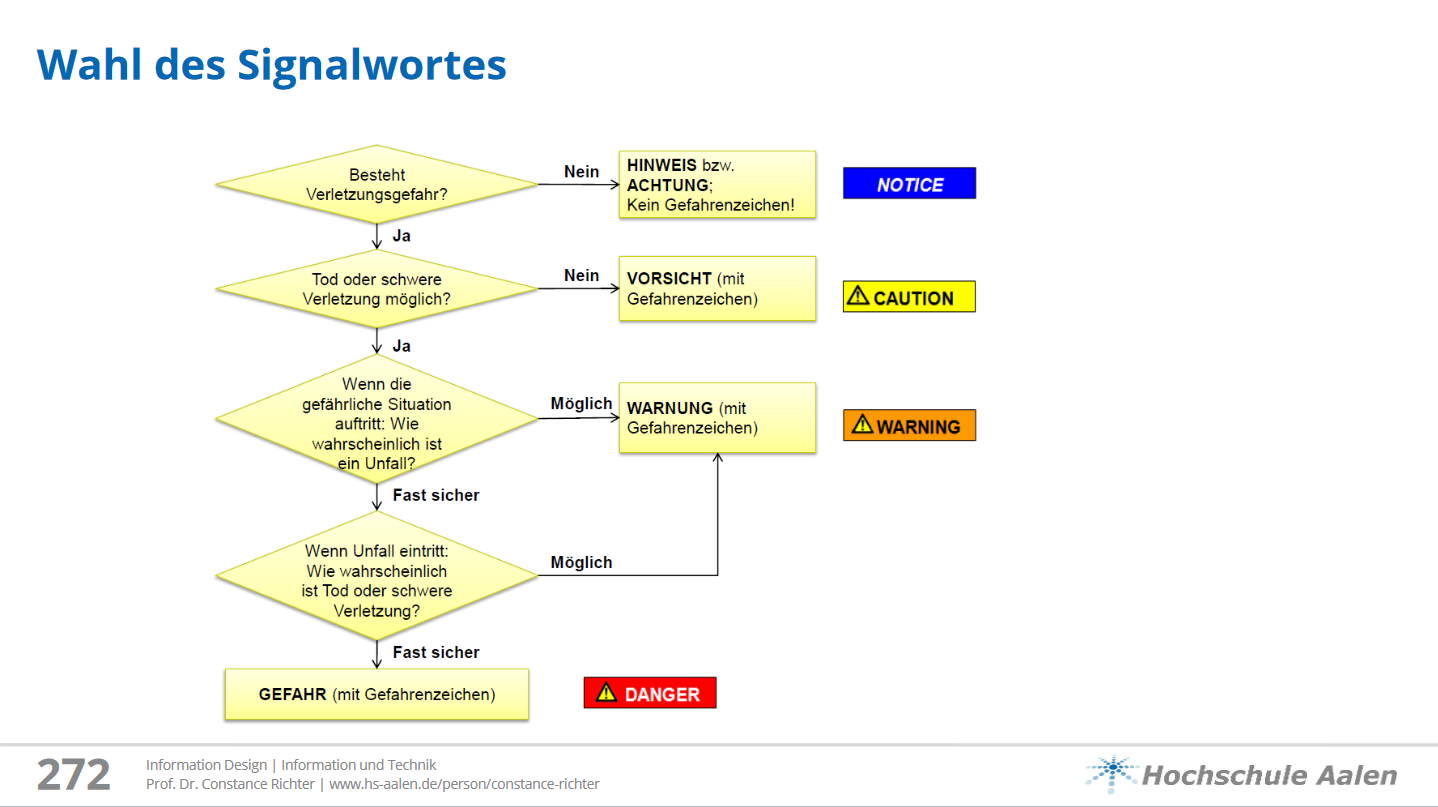 Wahl des Signalwortes
Besteht
Verletzungsgefahr?
Nein
HINWEIS bzw.
ACHTUNG;
Kein Gefahrenzeichen!
NOTICE
Ja
Tod oder schwere
Verletzung möglich?
Nein
VORSICHT (mit
Gefahrenzeichen)
CAUTION
Ja
Wenn die
gefährliche Situation
auftritt: Wie
wahrscheinlich ist
ein Unfall?
Möglich
WARNUNG (mit
Gefahrenzeichen)
WARNING
Fast sicher
Wenn Unfall eintritt:
Wie wahrscheinlich
ist Tod oder schwere
Verletzung?
Möglich
Fast sicher
GEFAHR (mit Gefahrenzeichen)
DANGER
272
Information Design | Information und Technik
Prof. Dr. Constance Richter | www.hs-aalen.de/person/constance-richter
Hochschule Aalen